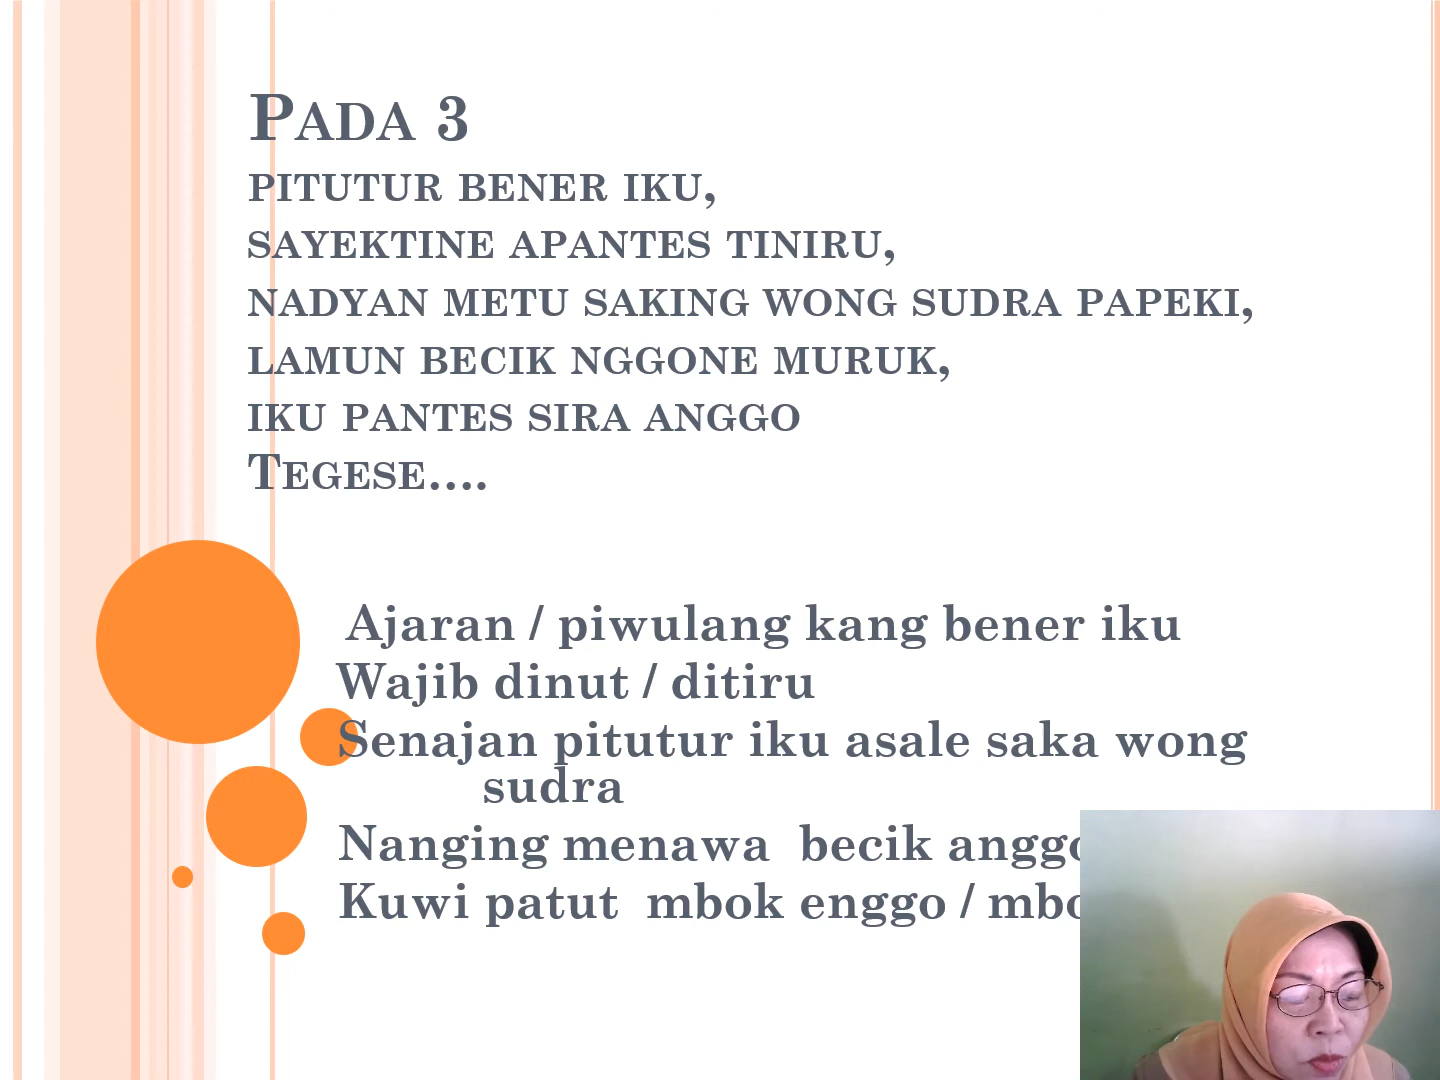 PADA 3
PITUTUR BENER IKU,
SAYEKTINE APANTES TINIRU,
NADYAN METU SAKING WONG SUDRA PAPEKI,
LAMUN BECIK NGGONE MURUK,
IKU PANTES SIRA ANGGO
TEGESE....
Ajaran / piwulang kang bener iku
Wajib dinut / ditiru
Senajan pitutur iku asale saka wong
sudra
Nanging menawa becik
Kuwi patut mbok enggo /